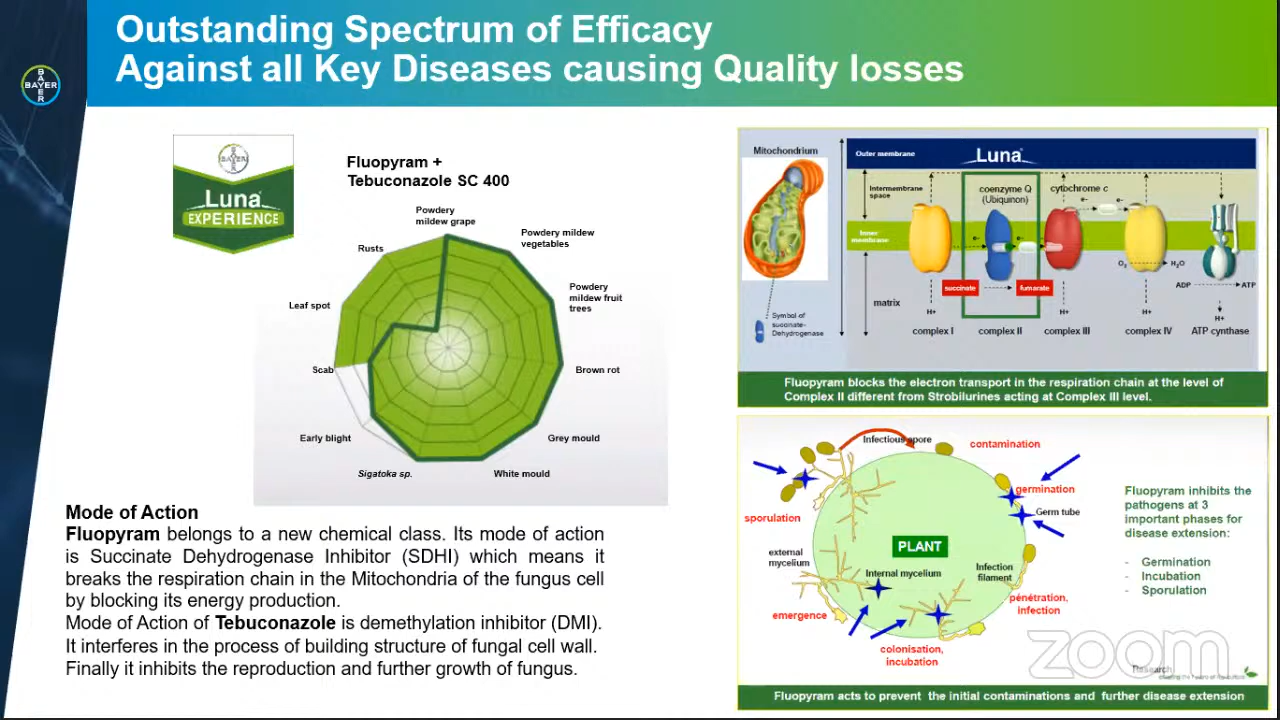 Outstanding Spectrum of Efficacy
Against all Key Diseases causing Quality losses
BAYER
BAYER
BAYER
Luna
EXPERIENCE
Fluopyram +
Tebuconazole SC 400
Powdery
mildew grape
Powdery mildew
vegetables
Powdery
mildew fruit
trees
Brown rot
Grey mould
White mould
Sigatoka sp.
Early blight
Scab
Leaf spot
Rusts
Mode of Action
Fluopyram belongs to a new chemical class. Its mode of action
is Succinate Dehydrogenase Inhibitor (SDHI) which means it
breaks the respiration chain in the Mitochondria of the fungus cell
by blocking its energy production.
Mode of Action of Tebuconazole is demethylation inhibitor (DMI).
It interferes in the process of building structure of fungal cell wall.
Finally it inhibits the reproduction and further growth of fungus.
Mitochondrium
Symbol of
succinate-
Dehydrogenase
Outer membrane
Luna
Intermembrane
space
coenzyme Q
(Ubiquinon)
cytochrome c
e-
e-
Inner
membrane
e-
e-
e-
O2
H2O
ADP
ATP
succinate
fumarate
matrix
H+
H+
H+
H+
complex I
complex II
complex III
complex IV
ATP cynthase
Fluopyram blocks the electron transport in the respiration chain at the level of
Complex II different from Strobilurines acting at Complex III level.
Infectious spore
contamination
germination
Germ tube
sporulation
PLANT
external
mycelium
Internal mycelium
Infection
filament
pénétration,
infection
emergence
colonisation,
incubation
Fluopyram inhibits the
pathogens at 3
important phases for
disease extension:
- Germination
- Incubation
- Sporulation
zoom
Research
Fluopyram acts to prevent the initial contaminations and further disease extension